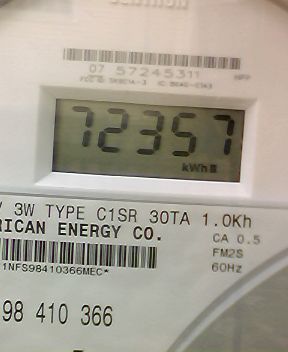 07 57245311
72357
kWh
V 3W TYPE C1SR 30TA 1.0Kh
RICAN ENERGY CO.
CA 0.5
FM2S
60Hz
1NFS98410366MEC*
98 410 366